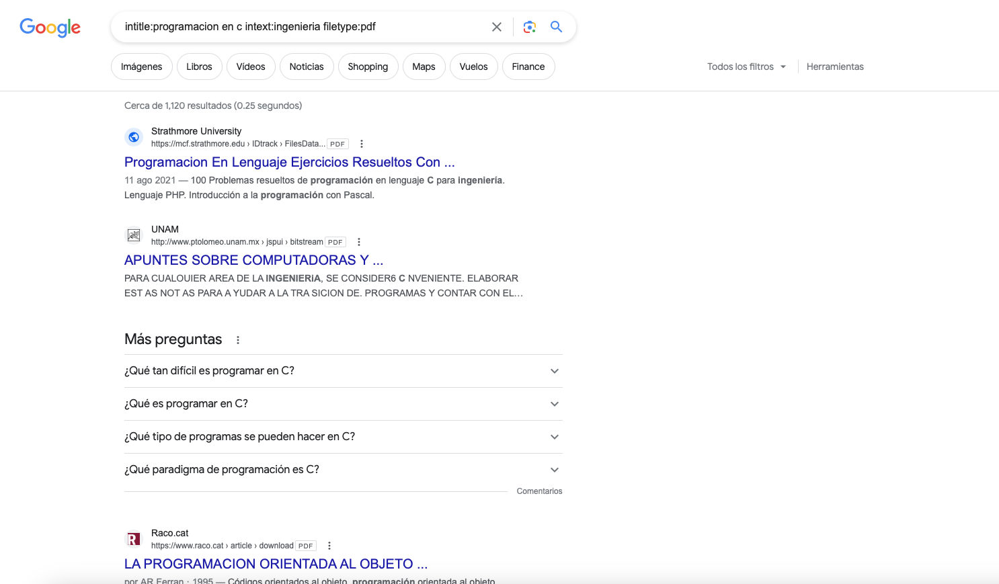 Google
intitle:programacion en c intext:ingenieria filetype:pdf
Imágenes Libros Vídeos Noticias Shopping Maps Vuelos Finance Todos los filtros Herramientas
Cerca de 1,120 resultados (0.25 segundos)
Strathmore University
https://mcf.strathmore.edu › IDtrack › FilesData... PDF
Programacion En Lenguaje Ejercicios Resueltos Con ...
11 ago 2021 — 100 Problemas resueltos de programación en lenguaje C para ingeniería.
Lenguaje PHP. Introducción a la programación con Pascal.
UNAM
http://www.ptolomeo.unam.mx › jspui › bitstream PDF
APUNTES SOBRE COMPUTADORAS Y ...
PARA CUALOUIER AREA DE LA INGENIERiA, SE CONSIDER6 C NVENIENTE. ELABORAR
EST AS NOT AS PARA A YUDAR A LA TRA SICION DE. PROGRAMAS Y CONTAR CON EL...
Más preguntas
¿Qué tan difícil es programar en C?
¿Qué es programar en C?
¿Qué tipo de programas se pueden hacer en C?
¿Qué paradigma de programación es C?
Comentarios
R
Raco.cat
https://www.raco.cat › article › download PDF
LA PROGRAMACION ORIENTADA AL OBJETO ...
por AR Ferran · 1995 — Códigos orientados al objeto, programación orientada al objeto